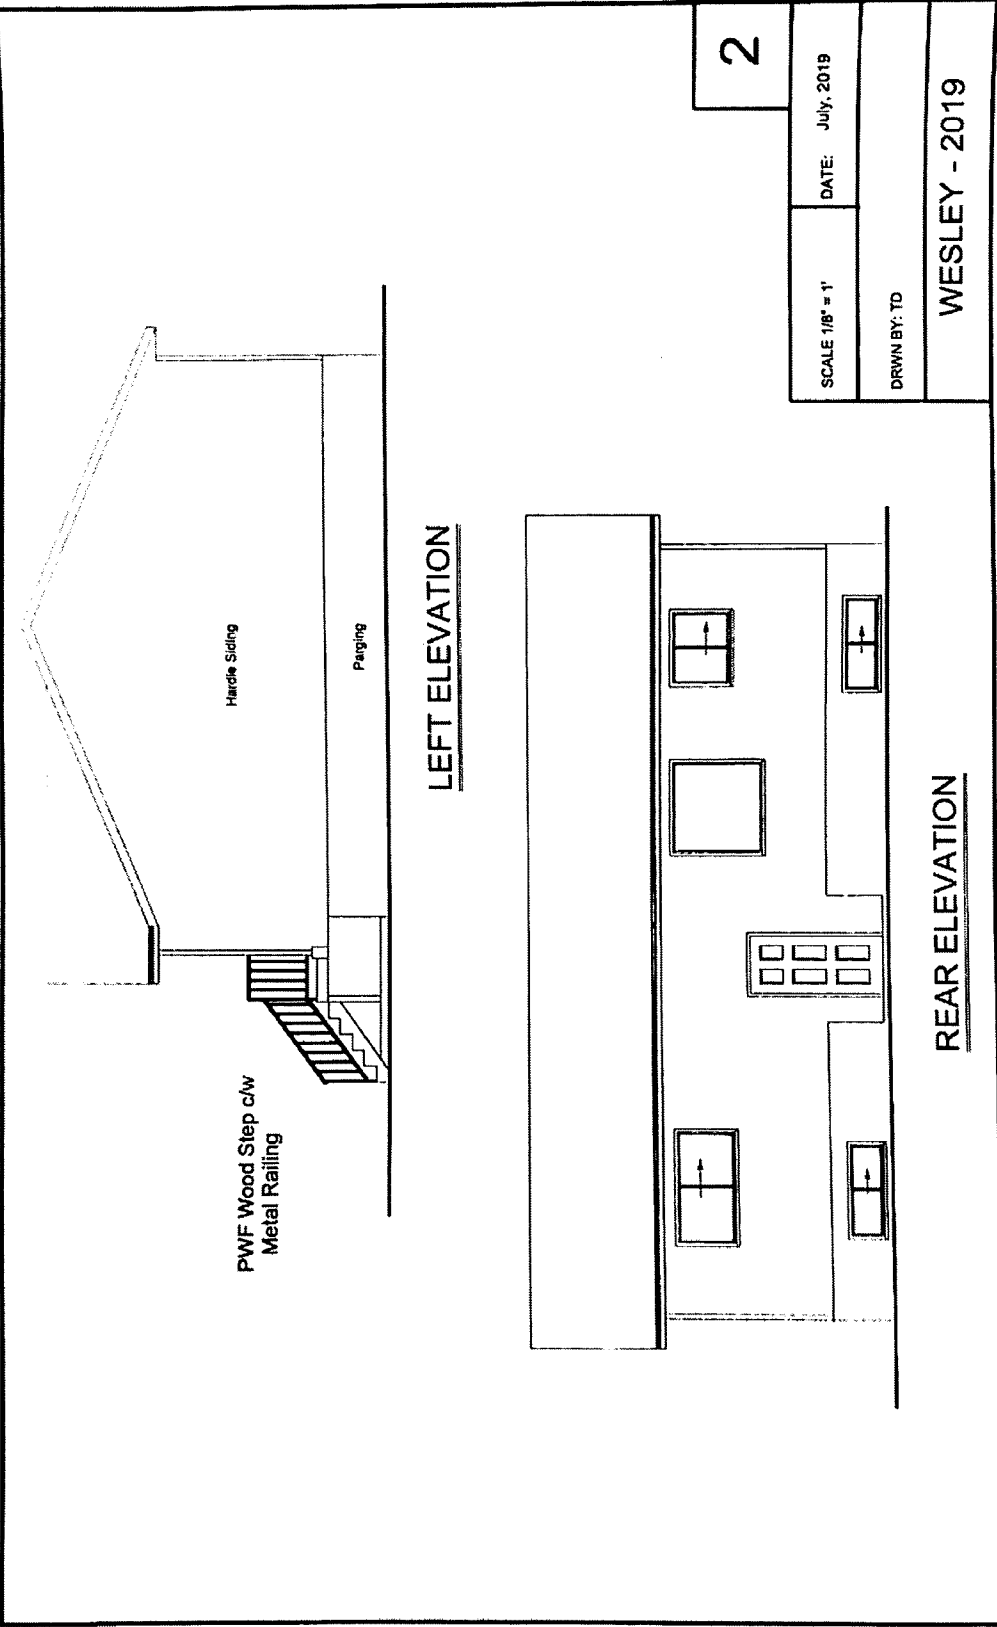 PWF Wood Step c/w
Metal Railing
Hardie Siding
Parging
LEFT ELEVATION
REAR ELEVATION
2
SCALE 1/8" = 1'
DATE: July, 2019
DRWN BY: TD
WESLEY - 2019